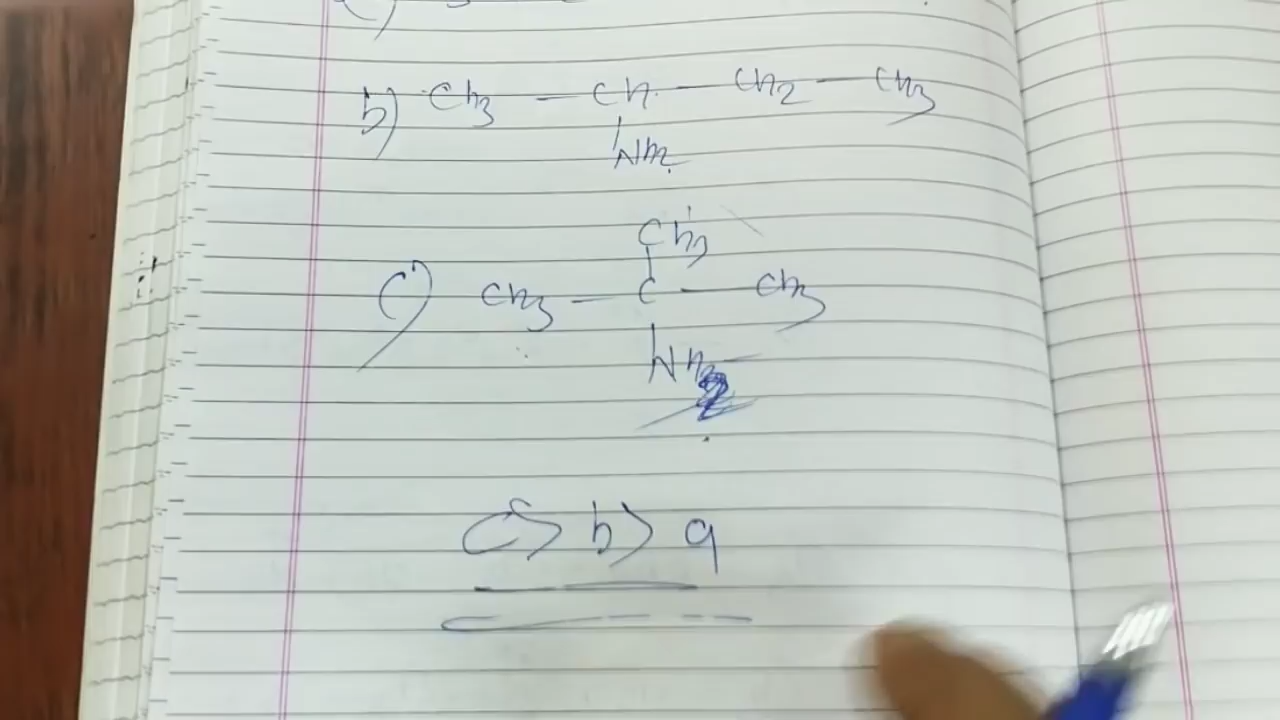 b) CH3 — CH — CH2 — CH3
NH2
CH3
C) CH3 — C — CH3
NH2
C > b > a